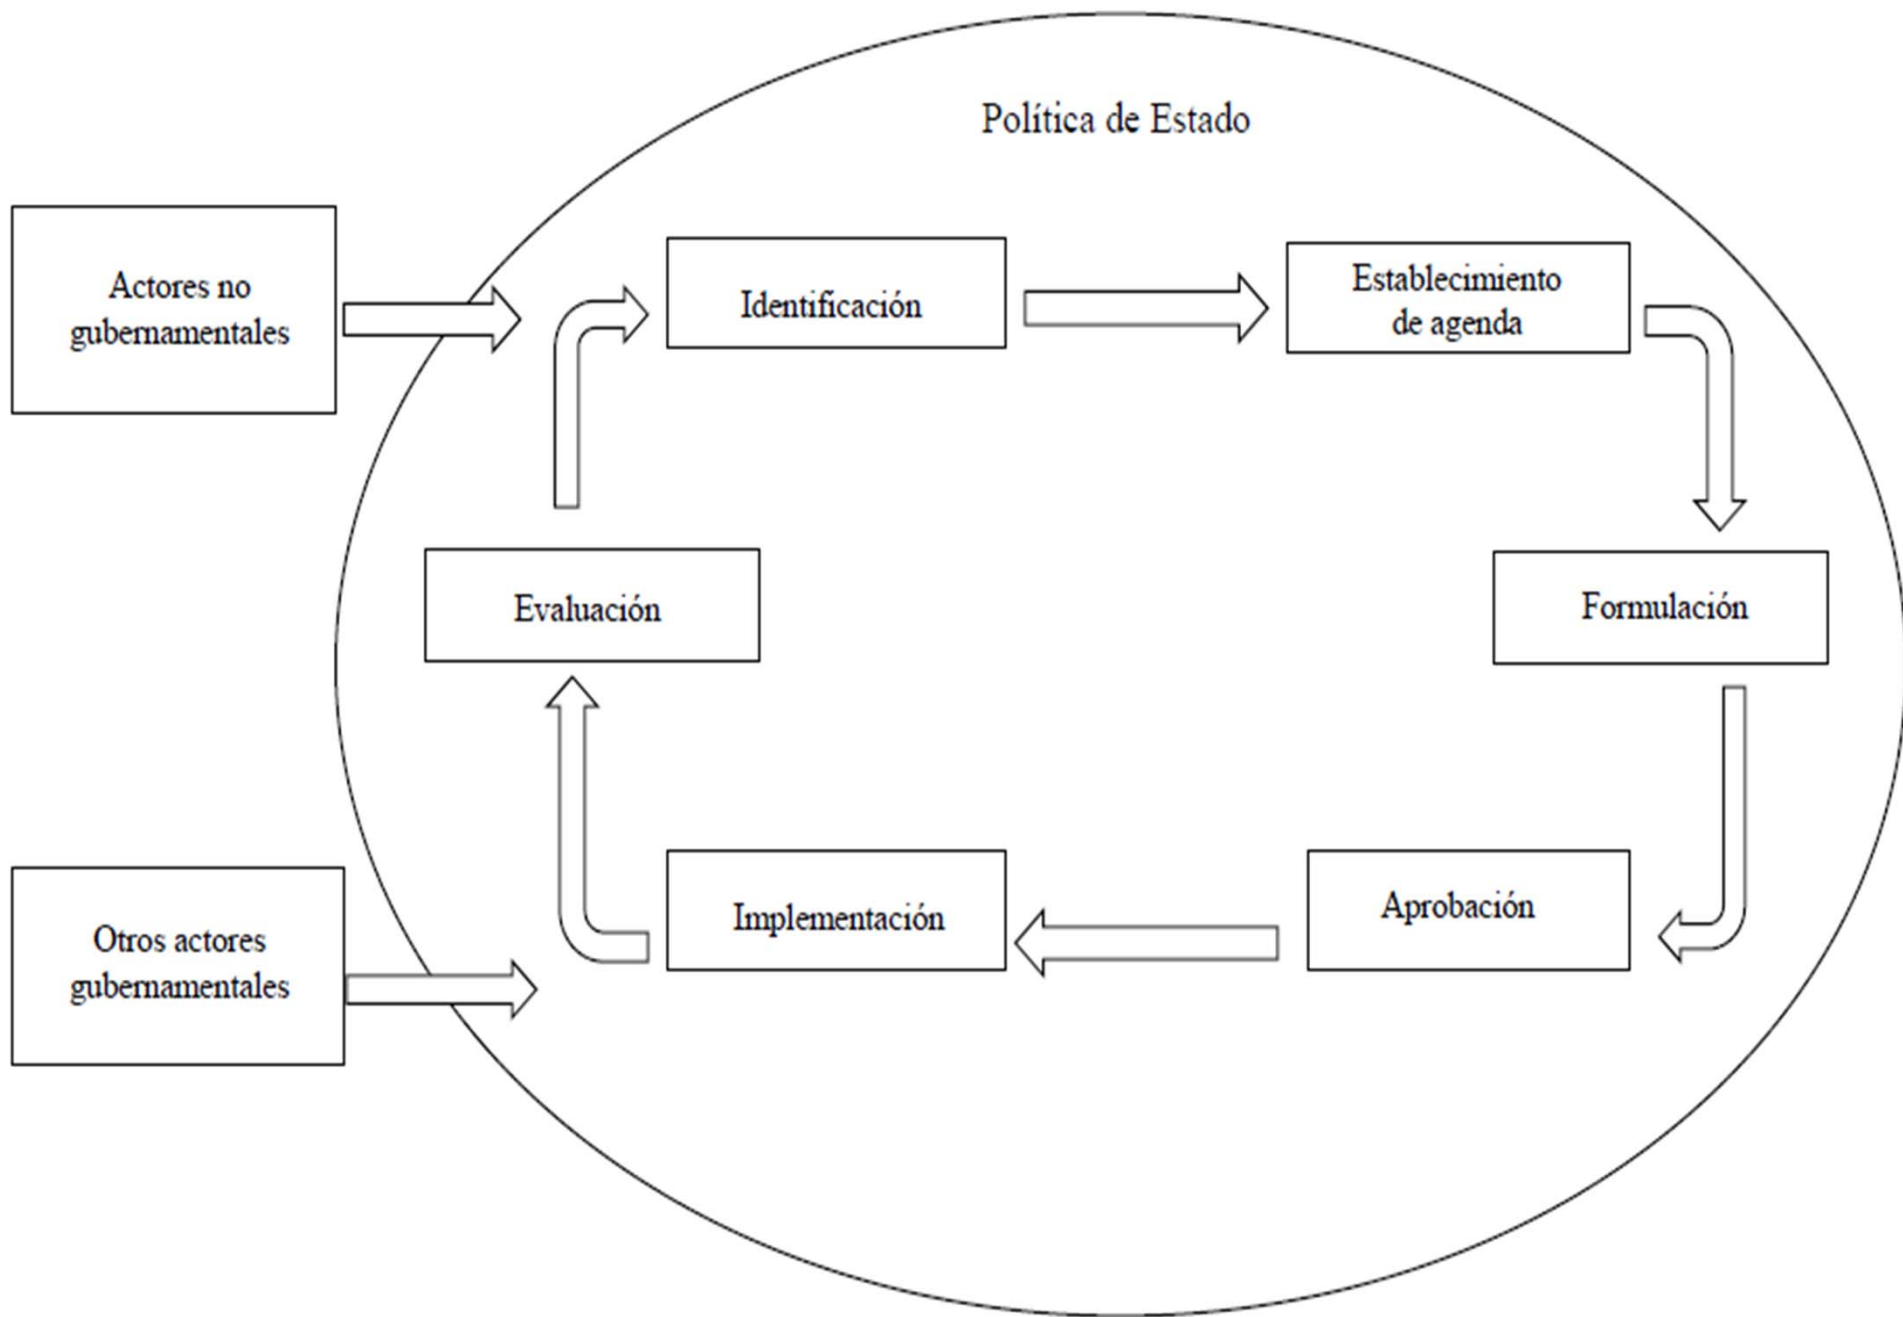 Política de Estado
Actores no
gubernamentales
Identificación
Establecimiento
de agenda
Evaluación
Formulación
Otros actores
gubernamentales
Implementación
Aprobación